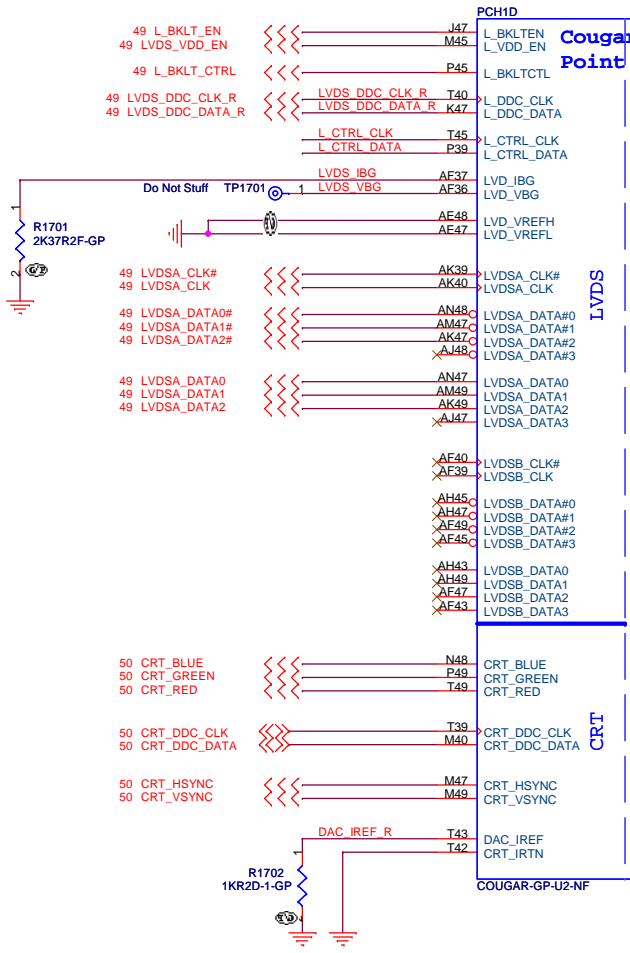 PCH1D
49 L_BKLT_EN J47 L_BKLTEN
49 LVDS_VDD_EN M45 L_VDD_EN
Cougar
Point
49 L_BKLT_CTRL P45 L_BKLTCTL
49 LVDS_DDC_CLK_R LVDS_DDC_CLK_R T40 L_DDC_CLK
49 LVDS_DDC_DATA_R LVDS_DDC_DATA_R K47 L_DDC_DATA
L_CTRL_CLK T45 L_CTRL_CLK
L_CTRL_DATA P39 L_CTRL_DATA
LVDS_IBG AF37 LVD_IBG
Do Not Stuff TP1701 1 LVDS_VBG AF36 LVD_VBG
1
R1701
2K37R2F-GP
2
AE48 LVD_VREFH
AE47 LVD_VREFL
49 LVDSA_CLK# AK39 LVDSA_CLK#
49 LVDSA_CLK AK40 LVDSA_CLK
LVDS
49 LVDSA_DATA0# AN48 LVDSA_DATA#0
49 LVDSA_DATA1# AM47 LVDSA_DATA#1
49 LVDSA_DATA2# AK47 LVDSA_DATA#2
AJ48 LVDSA_DATA#3
49 LVDSA_DATA0 AN47 LVDSA_DATA0
49 LVDSA_DATA1 AM49 LVDSA_DATA1
49 LVDSA_DATA2 AK49 LVDSA_DATA2
AJ47 LVDSA_DATA3
AF40 LVDSB_CLK#
AF39 LVDSB_CLK
AH45 LVDSB_DATA#0
AH47 LVDSB_DATA#1
AF49 LVDSB_DATA#2
AF45 LVDSB_DATA#3
AH43 LVDSB_DATA0
AH49 LVDSB_DATA1
AF47 LVDSB_DATA2
AF43 LVDSB_DATA3
50 CRT_BLUE N48 CRT_BLUE
50 CRT_GREEN P49 CRT_GREEN
50 CRT_RED T49 CRT_RED
CRT
50 CRT_DDC_CLK T39 CRT_DDC_CLK
50 CRT_DDC_DATA M40 CRT_DDC_DATA
50 CRT_HSYNC M47 CRT_HSYNC
50 CRT_VSYNC M49 CRT_VSYNC
DAC_IREF_R T43 DAC_IREF
T42 CRT_IRTN
1
R1702
1KR2D-1-GP
COUGAR-GP-U2-NF